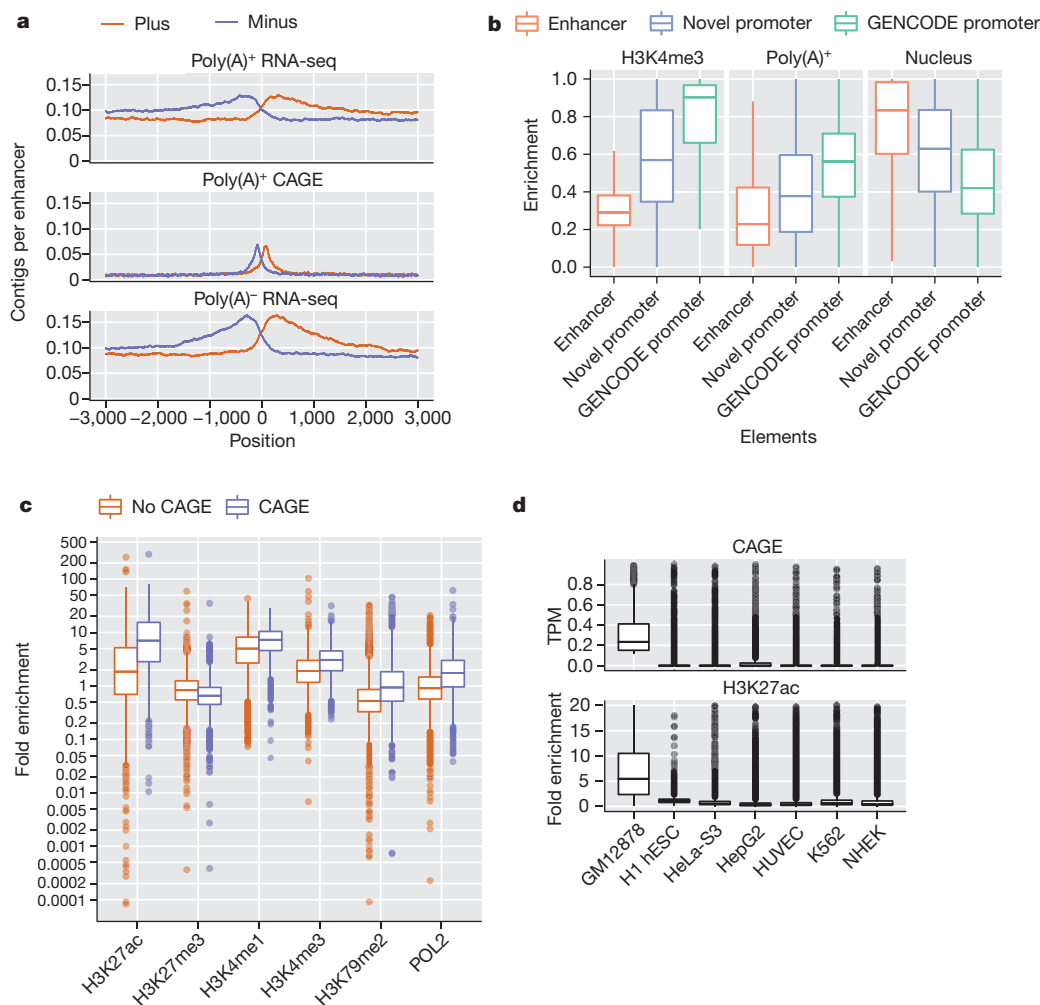 a
Plus
Minus
Poly(A)⁺ RNA-seq
0.15
0.10
0.05
0
Poly(A)⁺ CAGE
0.15
0.10
0.05
0
Poly(A)⁻ RNA-seq
0.15
0.10
0.05
0
Contigs per enhancer
−3,000
−1,000
0
1,000
2,000
3,000
Position
b
Enhancer
Novel promoter
GENCODE promoter
H3K4me3
Poly(A)⁺
Nucleus
Enrichment
1.0
0.8
0.6
0.4
0.2
0.0
Enhancer
Novel promoter
GENCODE promoter
Enhancer
Novel promoter
GENCODE promoter
Enhancer
Novel promoter
GENCODE promoter
Elements
c
No CAGE
CAGE
Fold enrichment
500
200
100
50
20
10
5
2
1
0.5
0.2
0.1
0.05
0.02
0.01
0.005
0.002
0.001
0.0005
0.0002
0.0001
H3K27ac
H3K27me3
H3K4me1
H3K4me3
H3K79me2
POL2
d
CAGE
TPM
0.8
0.6
0.4
0.2
0.0
H3K27ac
Fold enrichment
20
15
10
5
0
GM12878
H1 hESC
HeLa-S3
HepG2
HUVEC
K562
NHEK